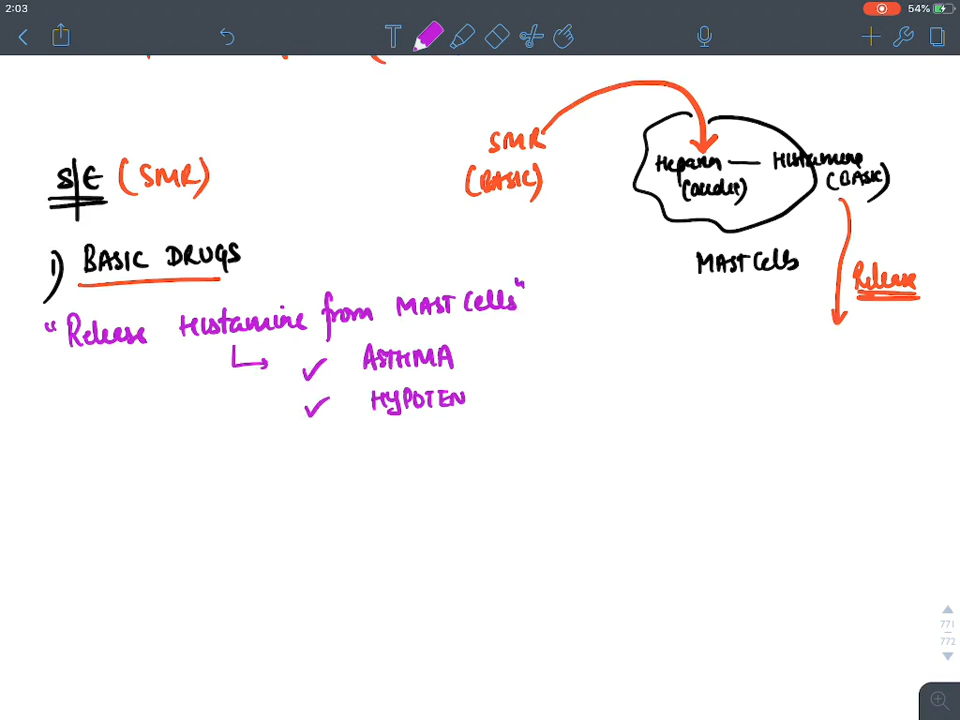 2:03
54%
T
SMR
(BASIC)
S/E (SMR)
Heparin — Histamine
(Acidic) (BASIC)
MAST Cells
Release
1) BASIC DRUGS
"Release Histamine from MAST Cells"
✓ ASTHMA
✓ HYPOTEN
771
772